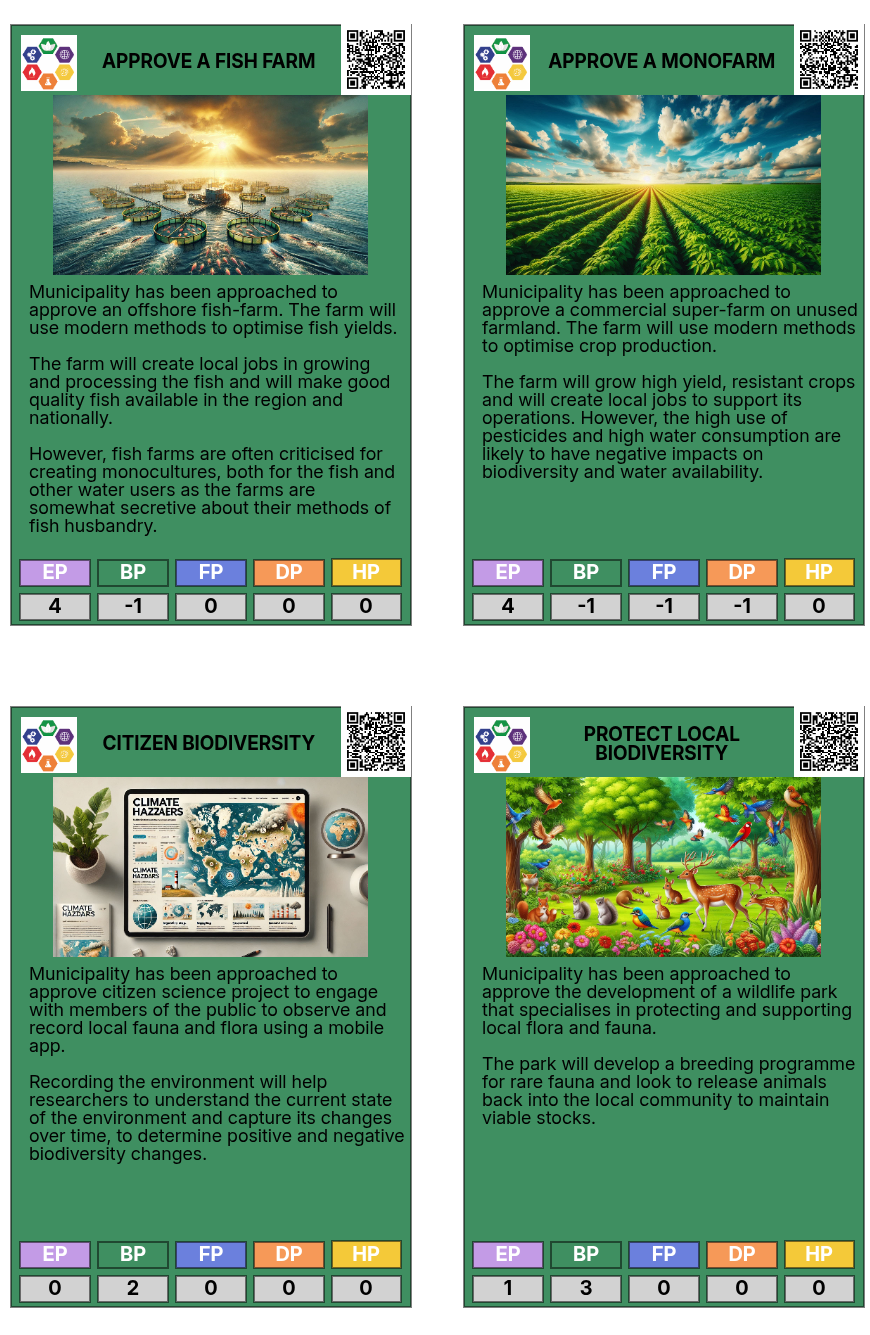 APPROVE A FISH FARM
Municipality has been approached to
approve an offshore fish-farm. The farm will
use modern methods to optimise fish yields.
The farm will create local jobs in growing
and processing the fish and will make good
quality fish available in the region and
nationally.
However, fish farms are often criticised for
creating monocultures, both for the fish and
other water users as the farms are
somewhat secretive about their methods of
fish husbandry.
EP BP FP DP HP
4 -1 0 0 0
APPROVE A MONOFARM
Municipality has been approached to
approve a commercial super-farm on unused
farmland. The farm will use modern methods
to optimise crop production.
The farm will grow high yield, resistant crops
and will create local jobs to support its
operations. However, the high use of
pesticides and high water consumption are
likely to have negative impacts on
biodiversity and water availability.
EP BP FP DP HP
4 -1 -1 -1 0
CITIZEN BIODIVERSITY
CLIMATE
HAZZAERS
CLIMATE
HAZDARS
CLIMATE
HAZDARS
Municipality has been approached to
approve citizen science project to engage
with members of the public to observe and
record local fauna and flora using a mobile
app.
Recording the environment will help
researchers to understand the current state
of the environment and capture its changes
over time, to determine positive and negative
biodiversity changes.
EP BP FP DP HP
0 2 0 0 0
PROTECT LOCAL
BIODIVERSITY
Municipality has been approached to
approve the development of a wildlife park
that specialises in protecting and supporting
local flora and fauna.
The park will develop a breeding programme
for rare fauna and look to release animals
back into the local community to maintain
viable stocks.
EP BP FP DP HP
1 3 0 0 0